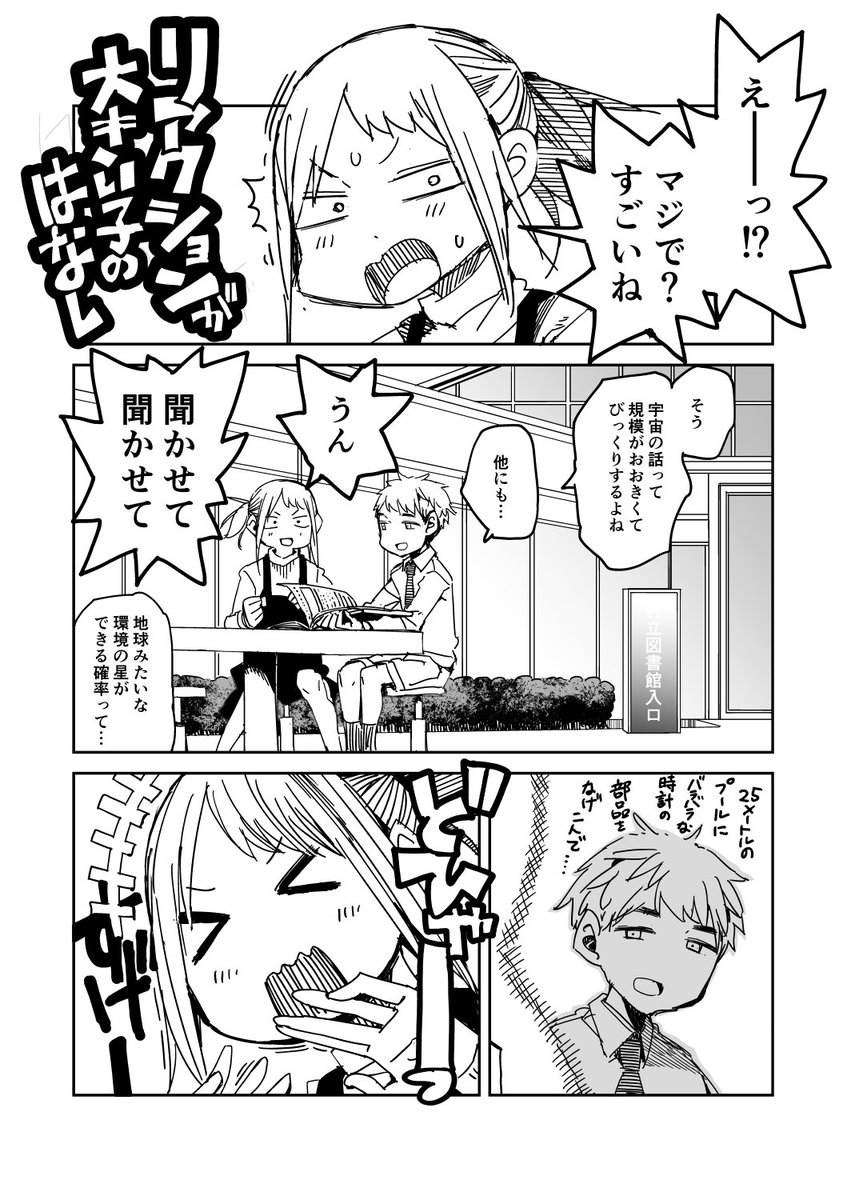 リアクションが
大キい子の
はなし
えーーっ!?
マジで?
すごいね
そう
宇宙の話って
規模がおおきくて
びっくりするよね
他にも…
うん
聞かせて
聞かせて
地球みたいな
環境の星が
できる確率って…
立図書館入口
25メートルの
プールに
バラバラな
時計の
部品を
なげこんで…
どひゃー
すげー